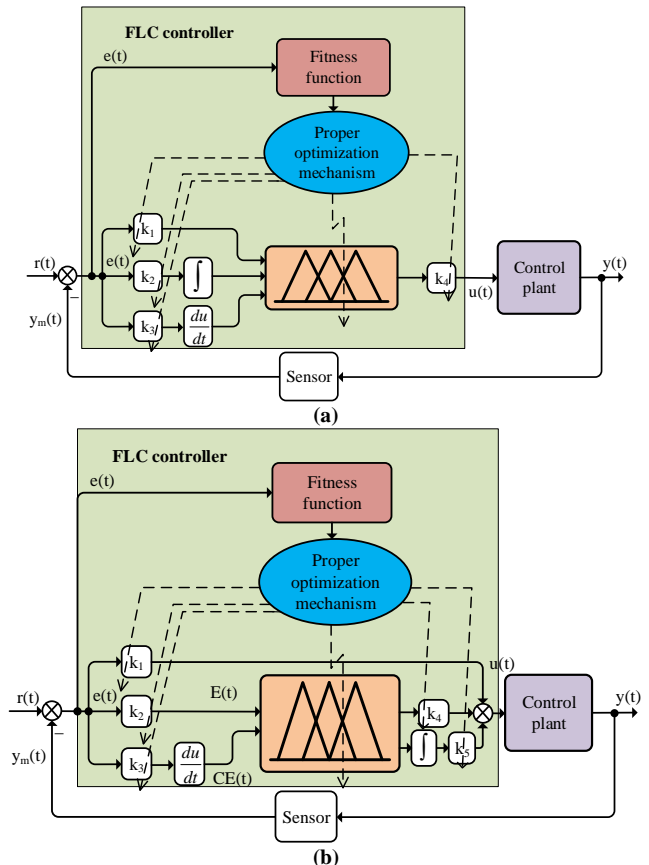 FLC controller
e(t)
Fitness
function
Proper
optimization
mechanism
k₁
r(t)
e(t)
k₂
∫
k₄
Control
plant
y(t)
u(t)
−
yₘ(t)
k₃
du/dt
Sensor
(a)
FLC controller
e(t)
Fitness
function
Proper
optimization
mechanism
k₁
u(t)
r(t)
e(t)
k₂
E(t)
k₄
Control
plant
y(t)
−
yₘ(t)
k₃
du/dt
CE(t)
∫
k₅
Sensor
(b)